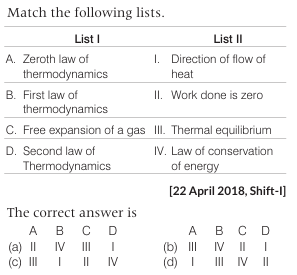 Match the following lists.
List I List II
A. Zeroth law of thermodynamics I. Direction of flow of heat
B. First law of thermodynamics II. Work done is zero
C. Free expansion of a gas III. Thermal equilibrium
D. Second law of Thermodynamics IV. Law of conservation of energy
[22 April 2018, Shift-I]
The correct answer is
A B C D A B C D
(a) II IV III I (b) III IV II I
(c) III I II IV (d) I III IV II